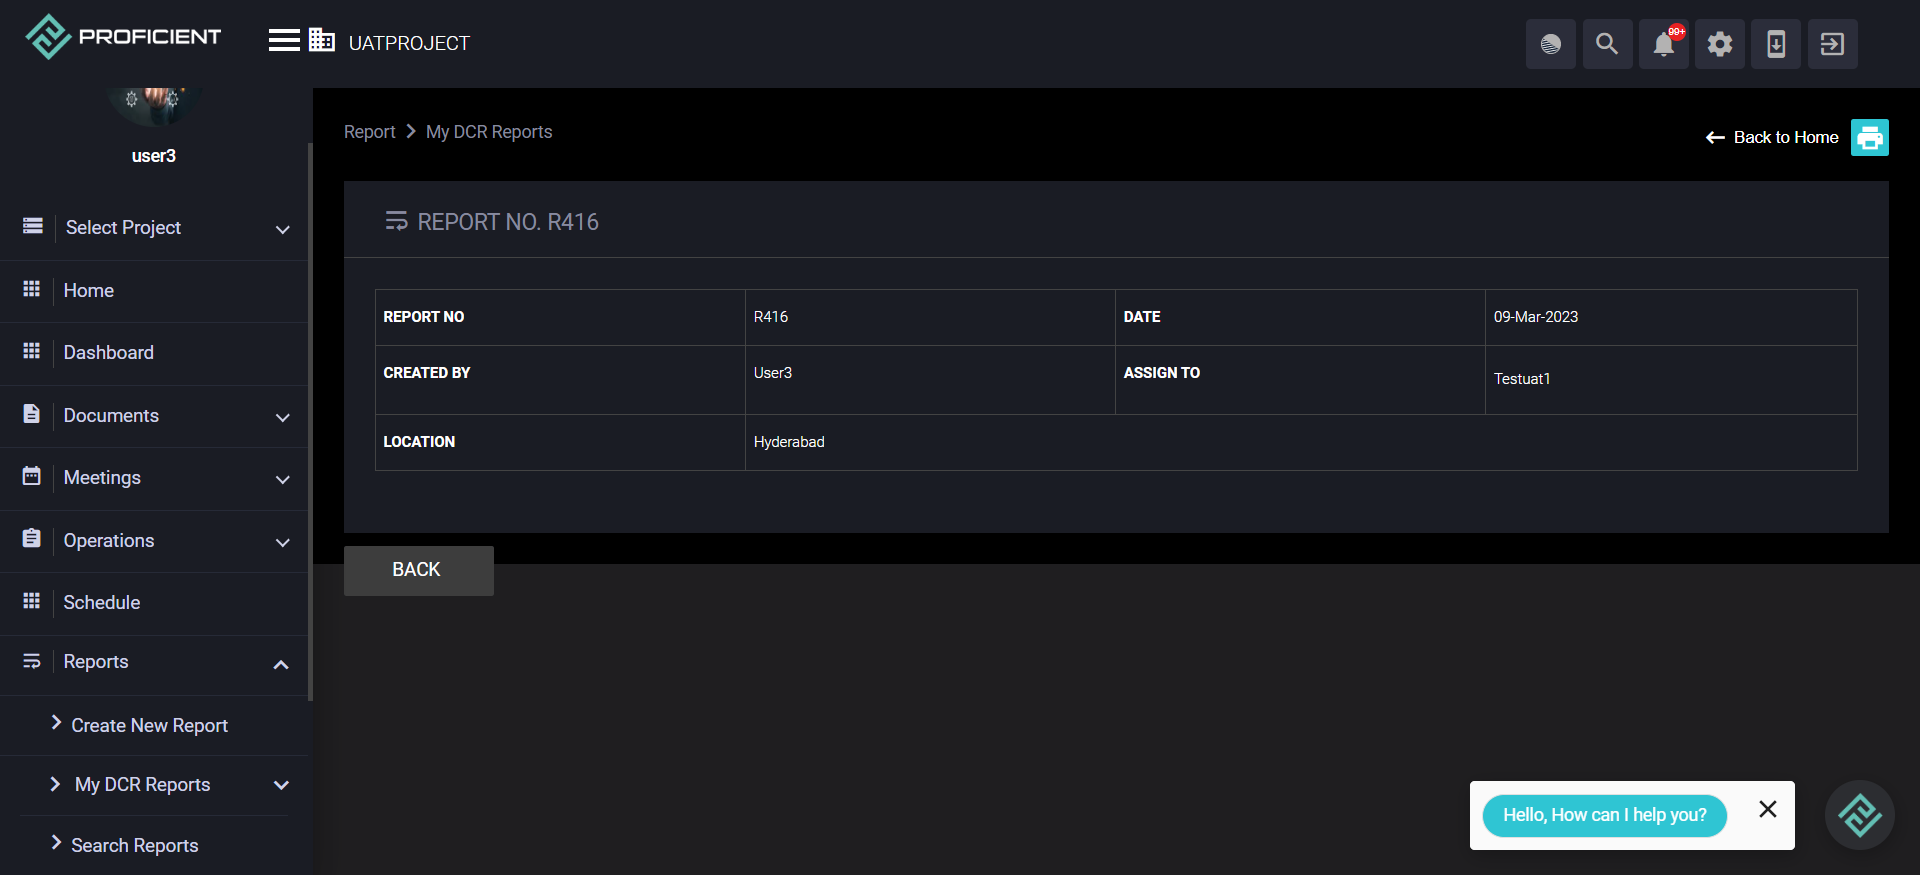 PROFICIENT
UATPROJECT
99+
user3
Select Project
Home
Dashboard
Documents
Meetings
Operations
Schedule
Reports
Create New Report
My DCR Reports
Search Reports
Report
My DCR Reports
Back to Home
REPORT NO. R416
REPORT NO R416 DATE 09-Mar-2023
CREATED BY User3 ASSIGN TO Testuat1
LOCATION Hyderabad
BACK
Hello, How can I help you?